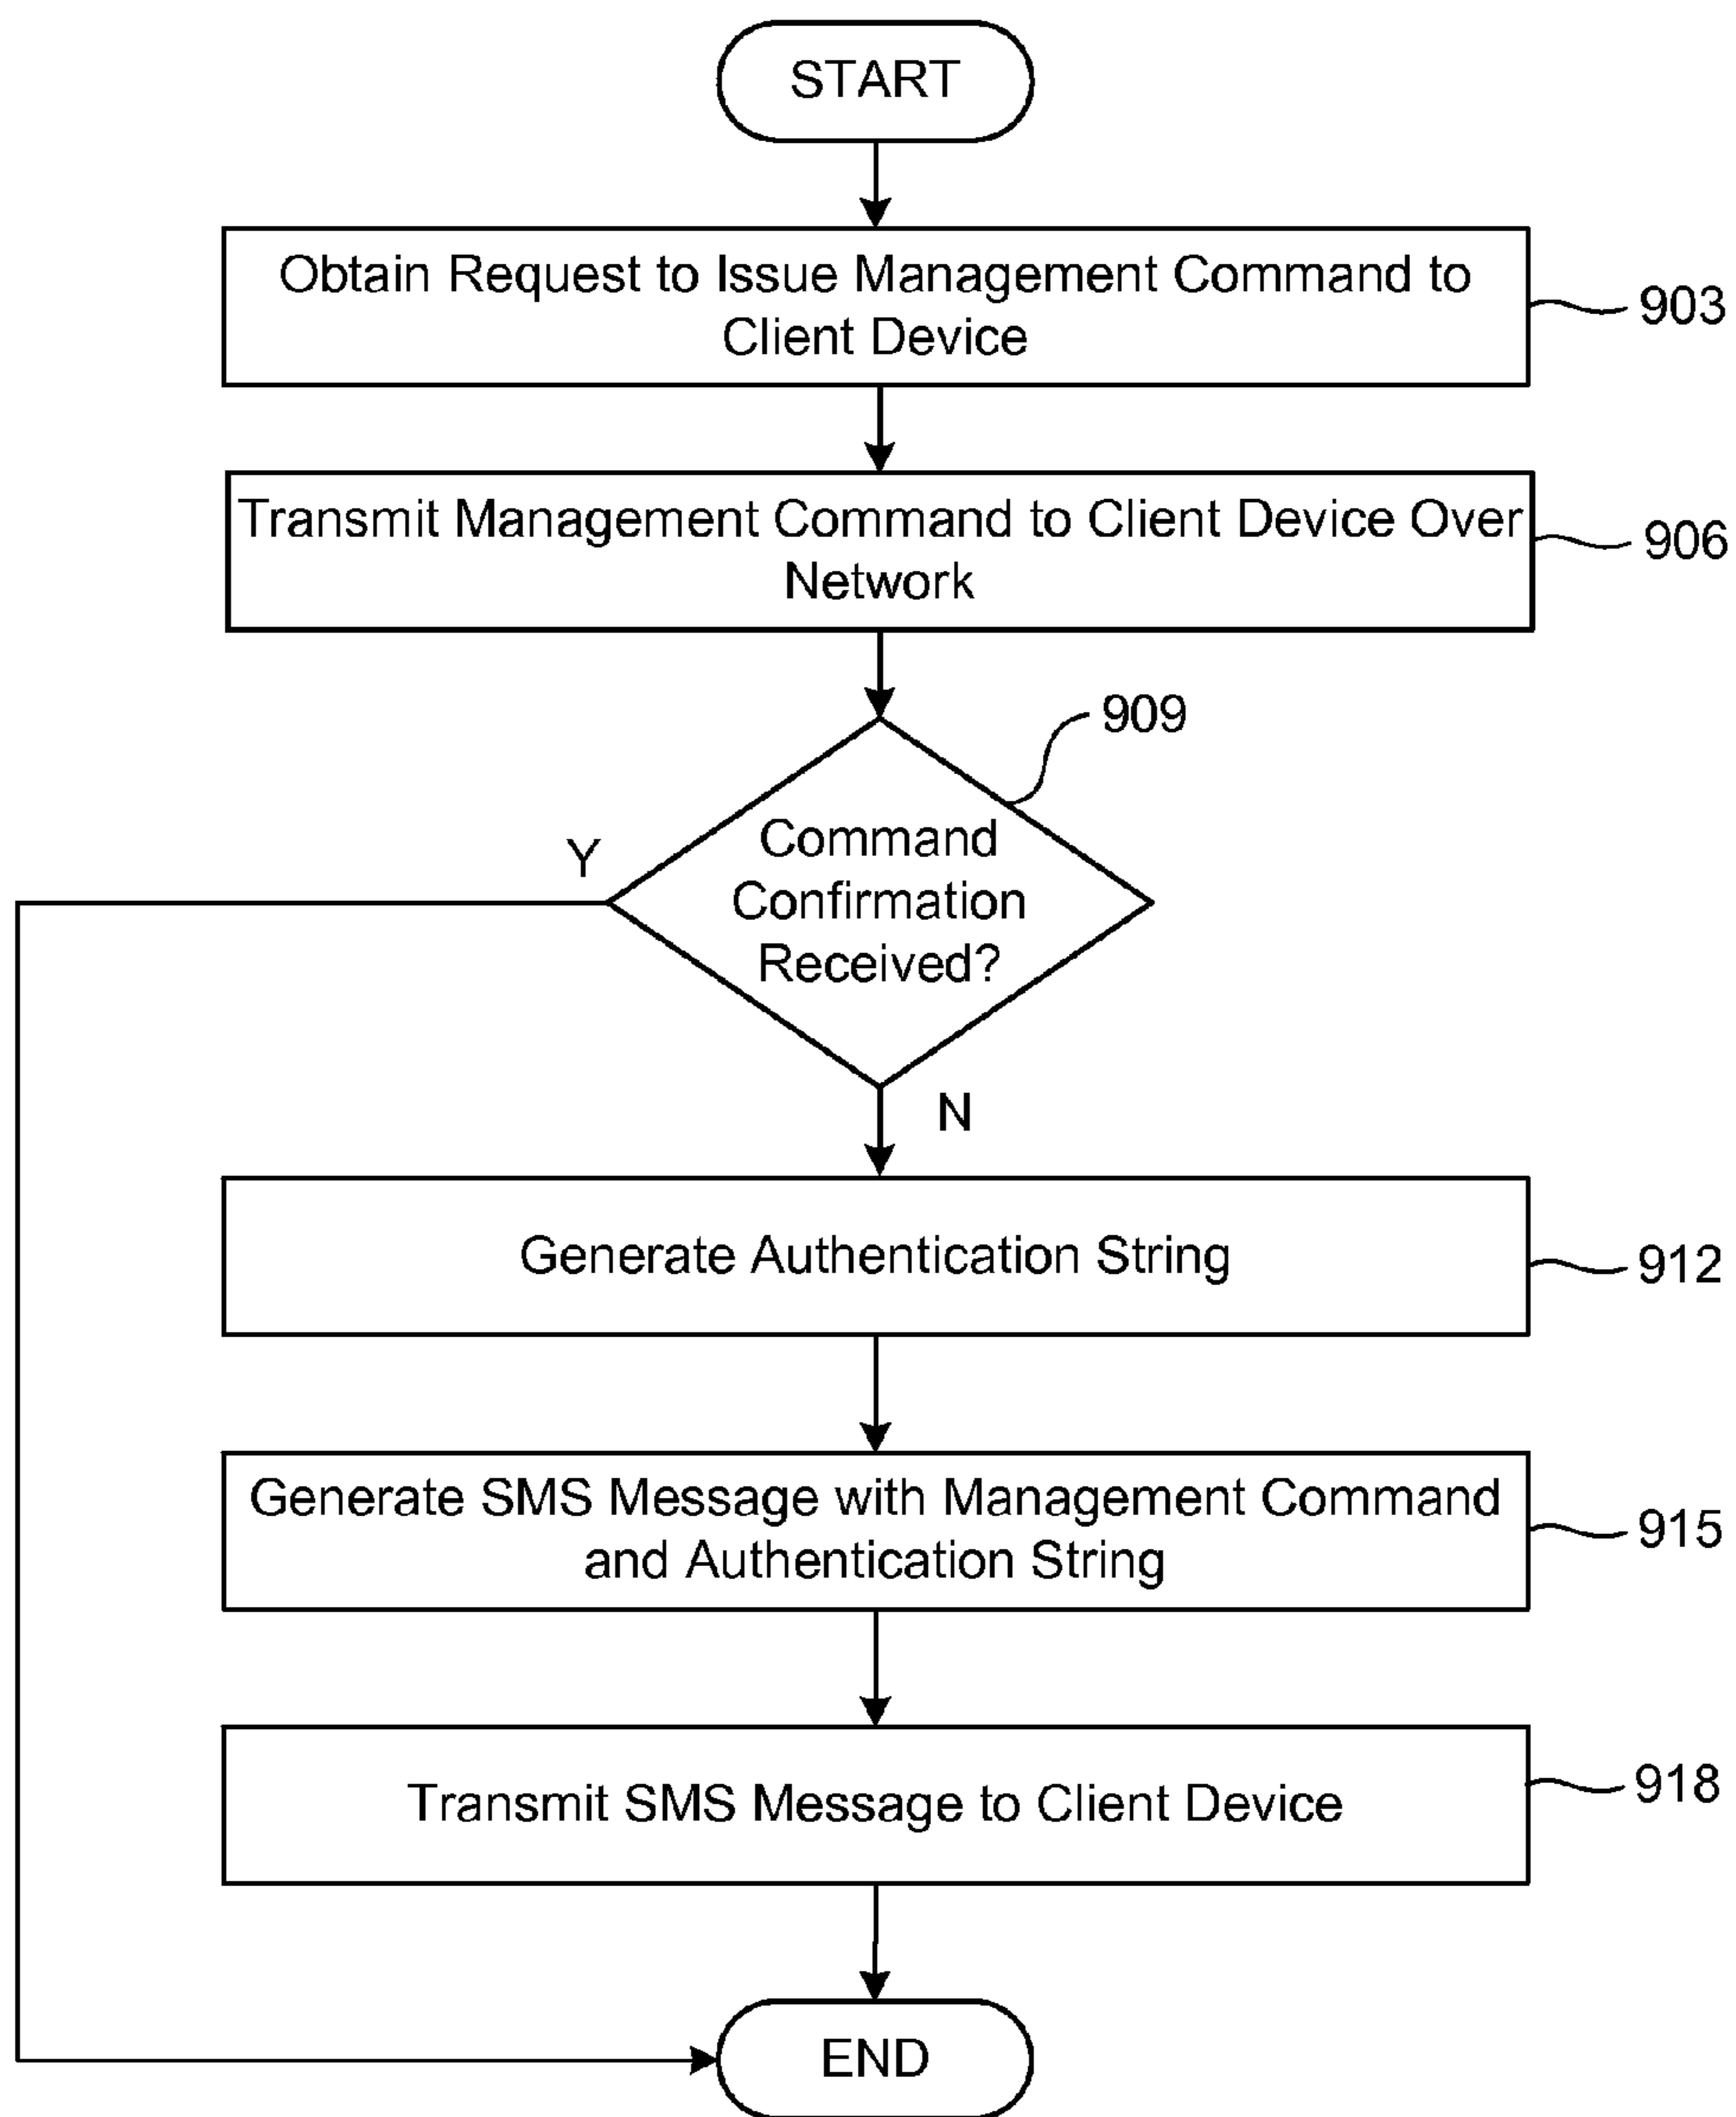 START
Obtain Request to Issue Management Command to
Client Device
903
Transmit Management Command to Client Device Over
Network
906
909
Command
Confirmation
Received?
Y
N
Generate Authentication String
912
Generate SMS Message with Management Command
and Authentication String
915
Transmit SMS Message to Client Device
918
END